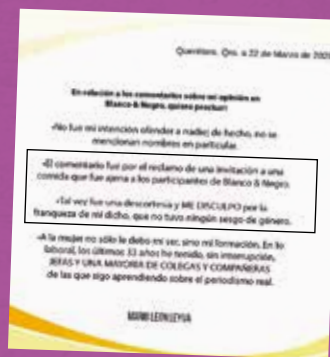 Querétaro, Qro. a 22 de Marzo de 202
En relación a los comentarios sobre mi opinión en
Blanco & Negro, quiero precisar:
-No fue mi intención ofender a nadie; de hecho, no se
mencionan nombres en particular.
-El comentario fue por el reclamo de una invitación a una
comida que fue ajena a los participantes de Blanco & Negro.
-Tal vez fue una descortesía y ME DISCULPO por la
franqueza de mi dicho, que no tuvo ningún sesgo de género.
-A la mujer no sólo le debo mi ser, sino mi formación. En lo
laboral, los últimos 33 años he tenido, sin interrupción,
JEFAS Y UNA MAYORÍA DE COLEGAS Y COMPAÑERAS
de las que sigo aprendiendo sobre el periodismo real.
LEON LEYVA